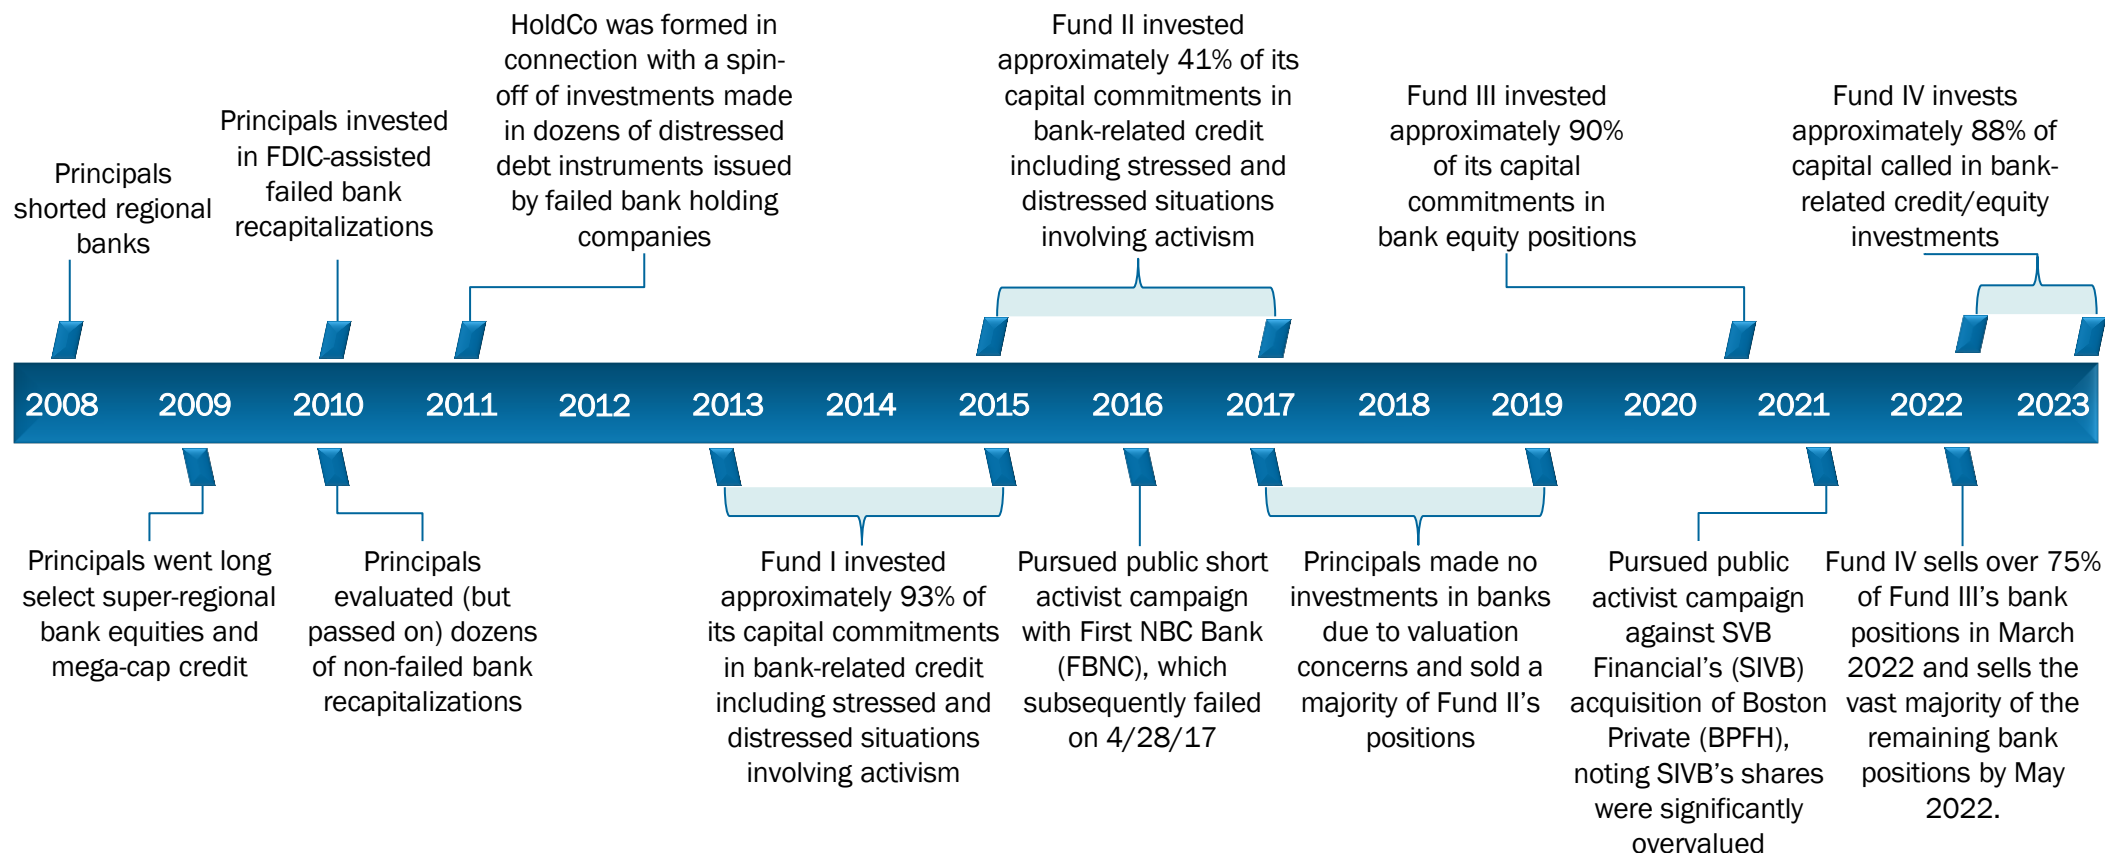 Principals
shorted regional
banks
Principals invested
in FDIC-assisted
failed bank
recapitalizations
HoldCo was formed in
connection with a spin-
off of investments made
in dozens of distressed
debt instruments issued
by failed bank holding
companies
Fund II invested
approximately 41% of its
capital commitments in
bank-related credit
including stressed and
distressed situations
involving activism
Fund III invested
approximately 90%
of its capital
commitments in
bank equity positions
Fund IV invests
approximately 88% of
capital called in bank-
related credit/equity
investments
2008 2009 2010 2011 2012 2013 2014 2015 2016 2017 2018 2019 2020 2021 2022 2023
Principals went long
select super-regional
bank equities and
mega-cap credit
Principals
evaluated (but
passed on) dozens
of non-failed bank
recapitalizations
Fund I invested
approximately 93% of
its capital commitments
in bank-related credit
including stressed and
distressed situations
involving activism
Pursued public short
activist campaign
with First NBC Bank
(FBNC), which
subsequently failed
on 4/28/17
Principals made no
investments in banks
due to valuation
concerns and sold a
majority of Fund II's
positions
Pursued public
activist campaign
against SVB
Financial's (SIVB)
acquisition of Boston
Private (BPFH),
noting SIVB's shares
were significantly
overvalued
Fund IV sells over 75%
of Fund III's bank
positions in March
2022 and sells the
vast majority of the
remaining bank
positions by May
2022.